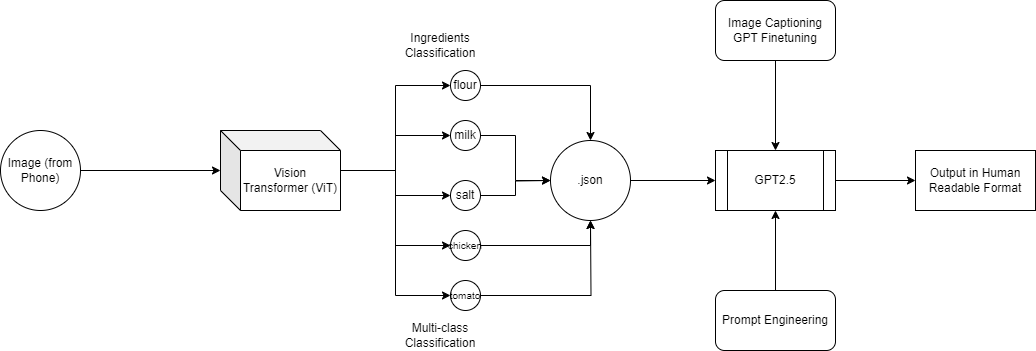 Image (from
Phone)
Vision
Transformer (ViT)
Ingredients
Classification
flour
milk
salt
chicken
tomato
Multi-class
Classification
.json
Image Captioning
GPT Finetuning
GPT2.5
Prompt Engineering
Output in Human
Readable Format